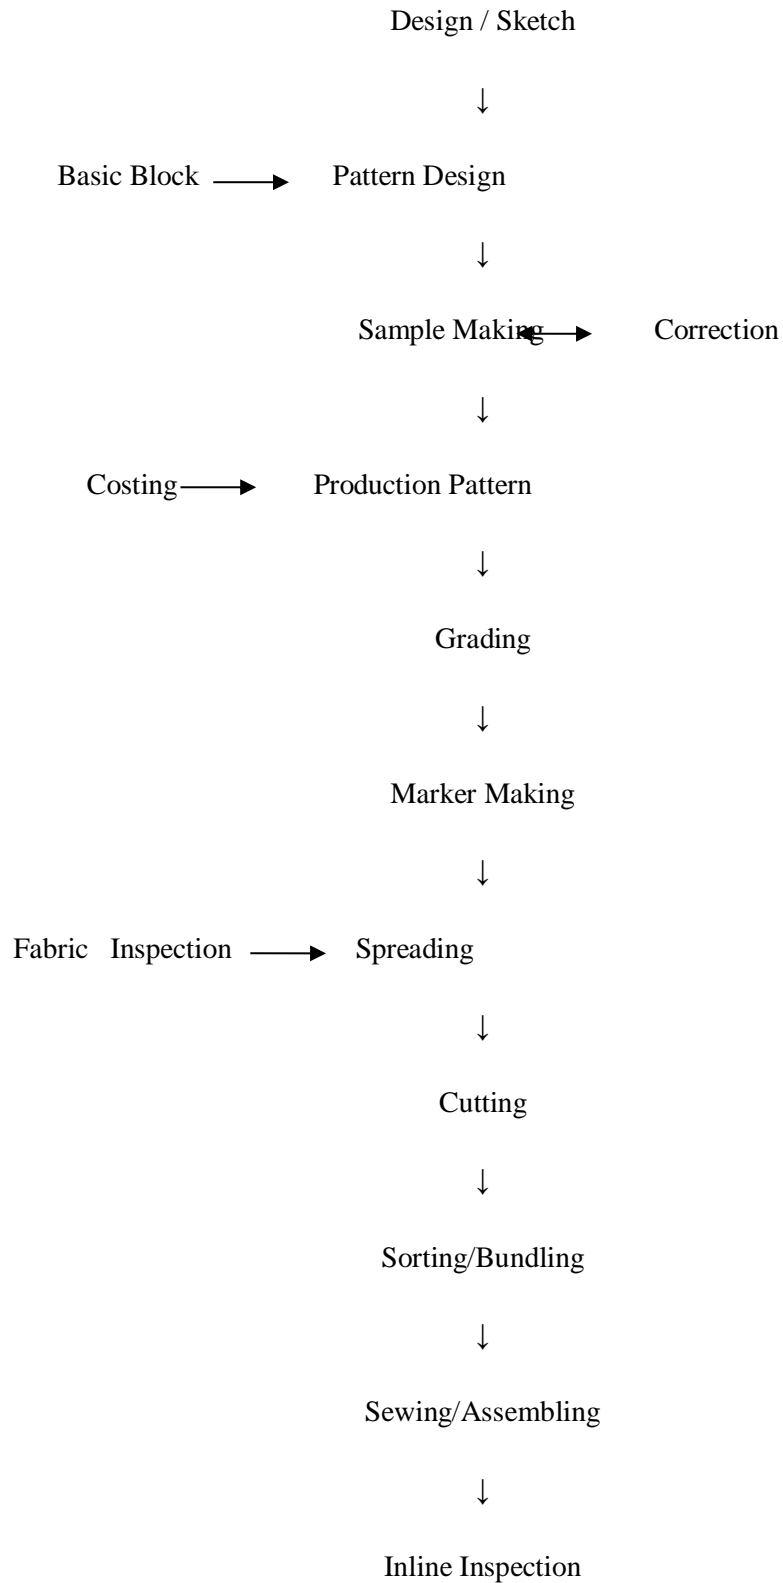 Design / Sketch
↓
Basic Block → Pattern Design
↓
Sample Making ↔ Correction
↓
Costing → Production Pattern
↓
Grading
↓
Marker Making
↓
Fabric Inspection → Spreading
↓
Cutting
↓
Sorting/Bundling
↓
Sewing/Assembling
↓
Inline Inspection